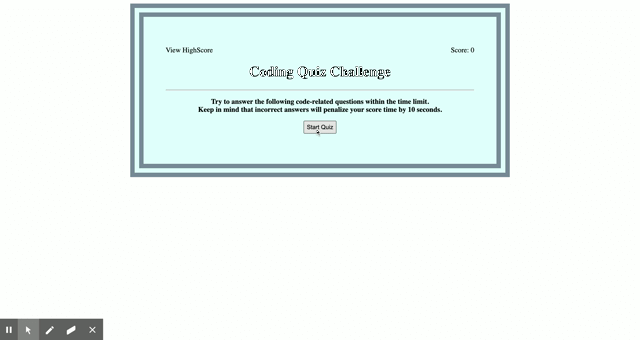 View HighScore
Score: 0
Coding Quiz Challenge
Try to answer the following code-related questions within the time limit.
Keep in mind that incorrect answers will penalize your score time by 10 seconds.
Start Quiz